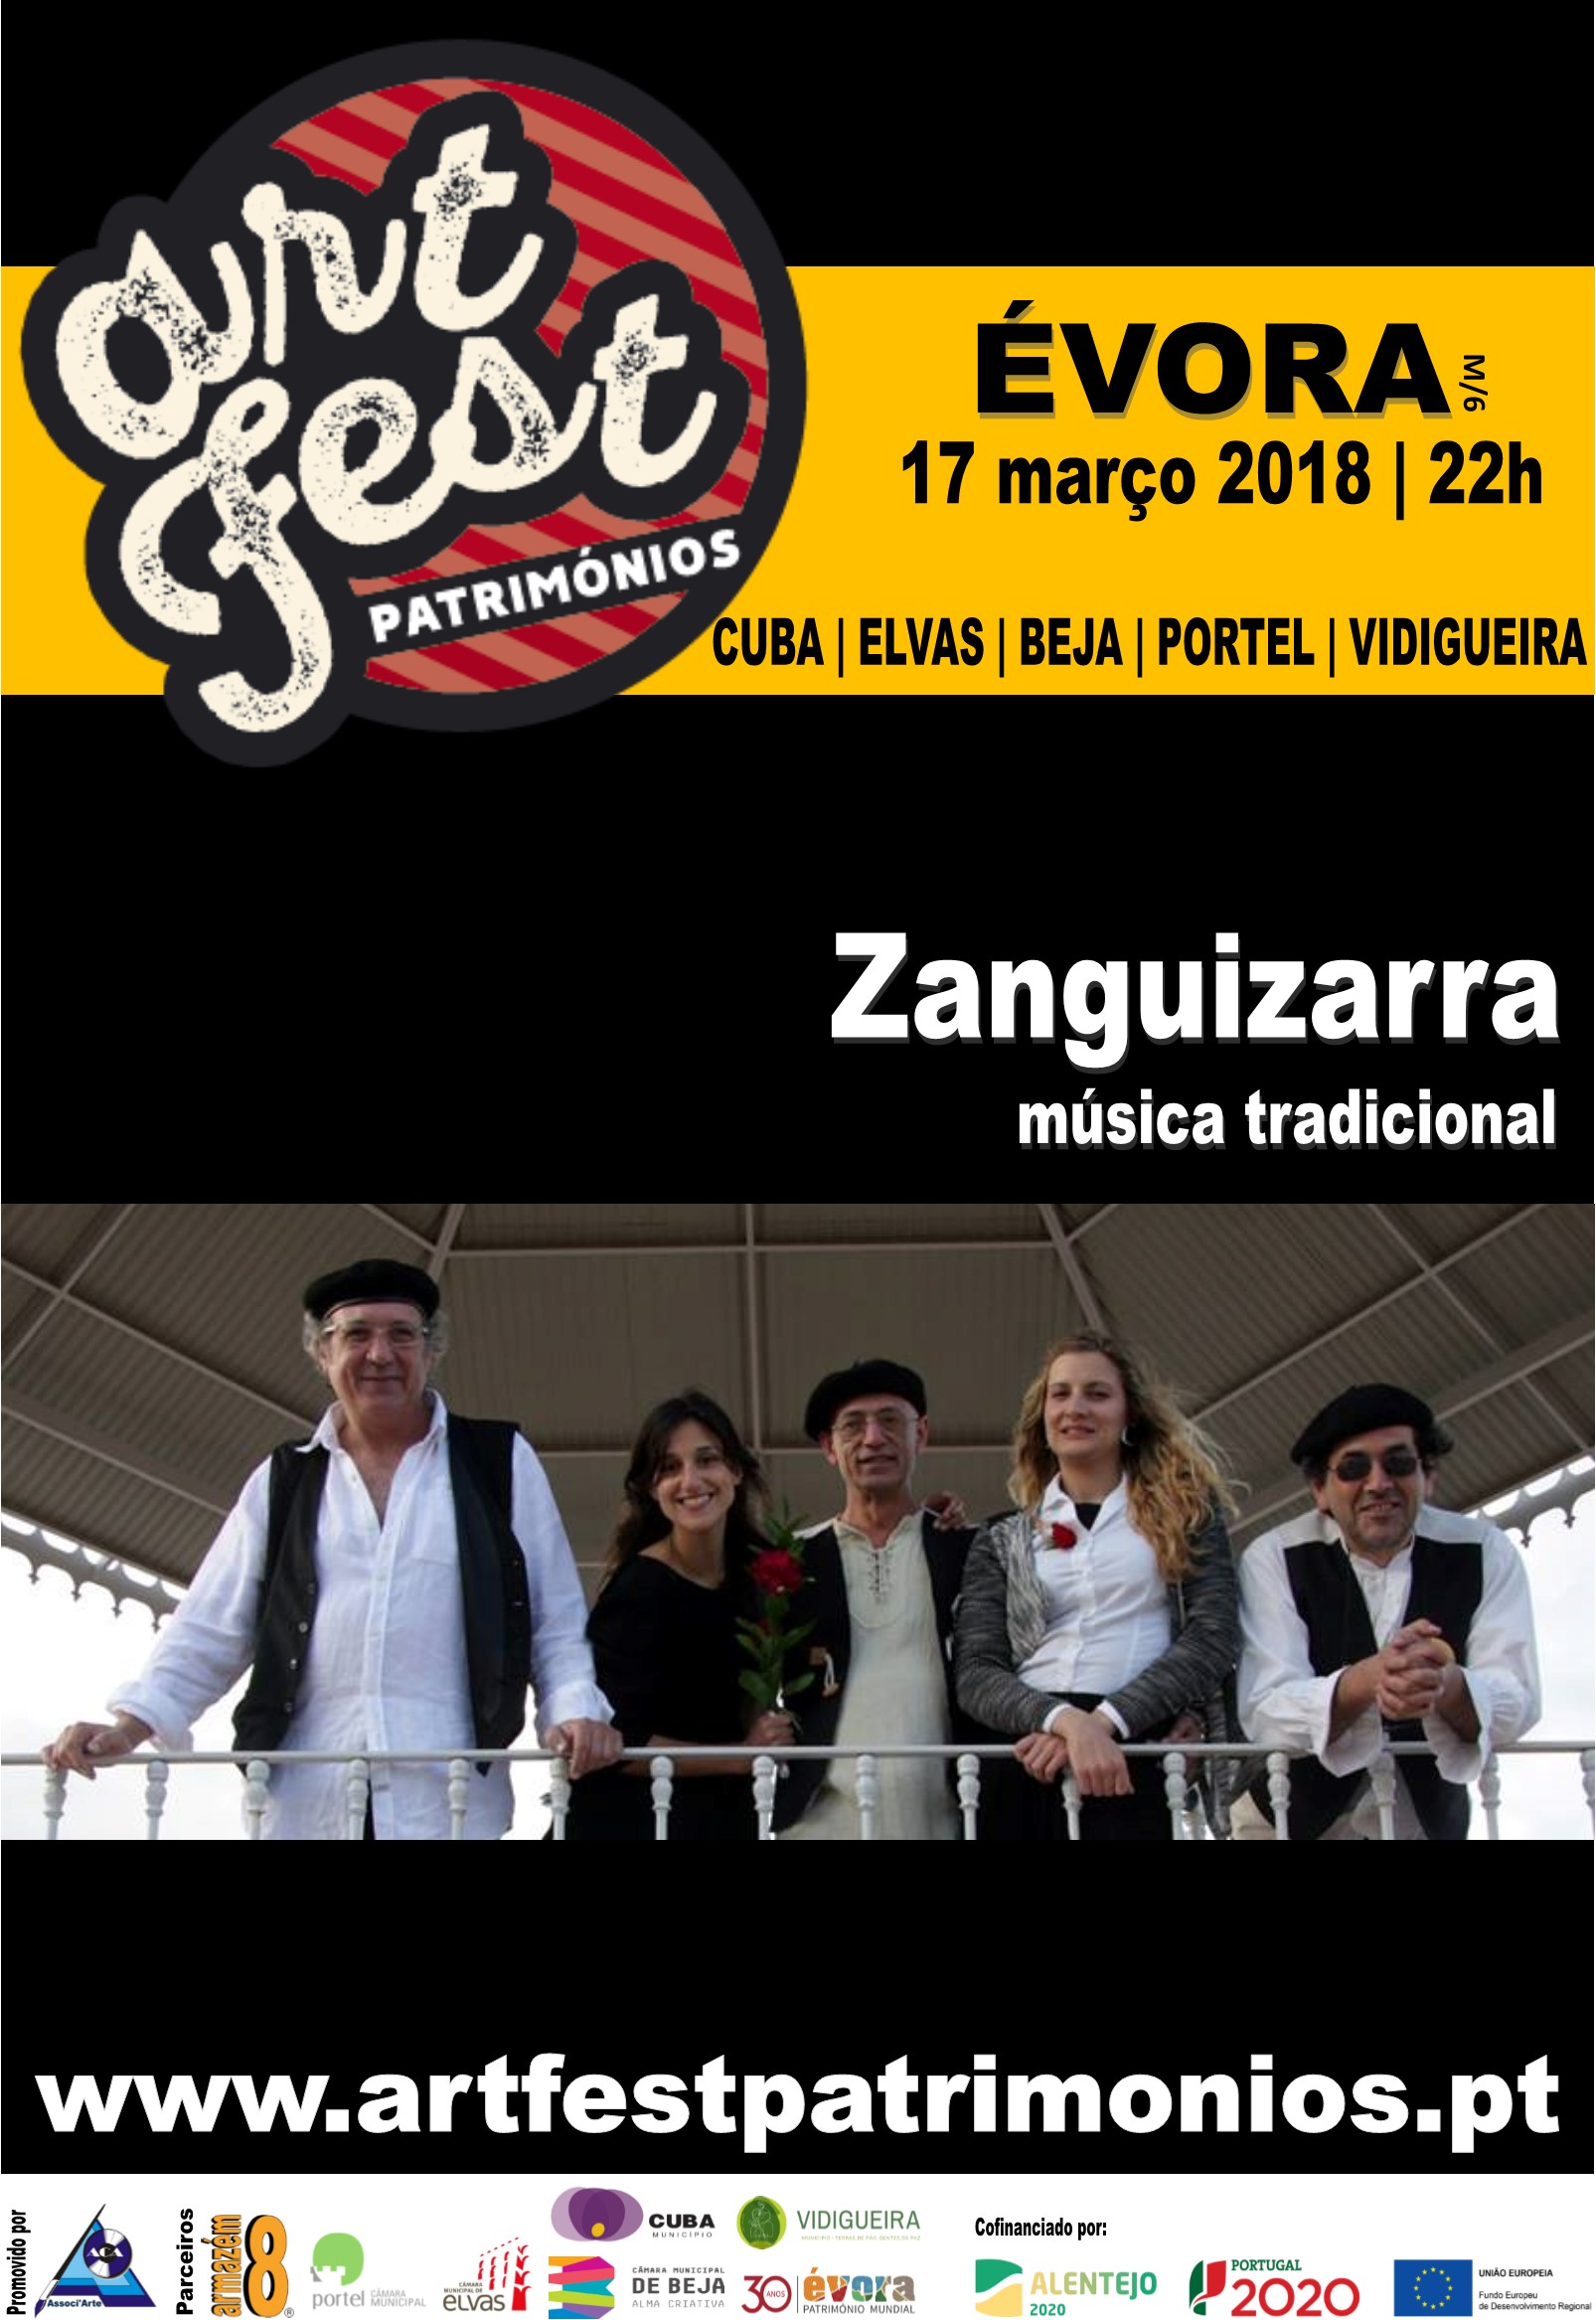 art
fest
PATRIMÓNIOS
ÉVORA M/6
17 março 2018 | 22h
CUBA | ELVAS | BEJA | PORTEL | VIDIGUEIRA
Zanguizarra
música tradicional
www.artfestpatrimonios.pt
Promovido por
ACA
Associ'Arte
Parceiros
armazém 8 ®
portel CÂMARA MUNICIPAL
CÂMARA MUNICIPAL DE
elvas
CUBA
MUNICÍPIO
CÂMARA MUNICIPAL
DE BEJA
ALMA CRIATIVA
VIDIGUEIRA
30 ANOS
évora
PATRIMÓNIO MUNDIAL
Cofinanciado por:
ALENTEJO
2020
PORTUGAL
2020
UNIÃO EUROPEIA
Fundo Europeu
de Desenvolvimento Regional